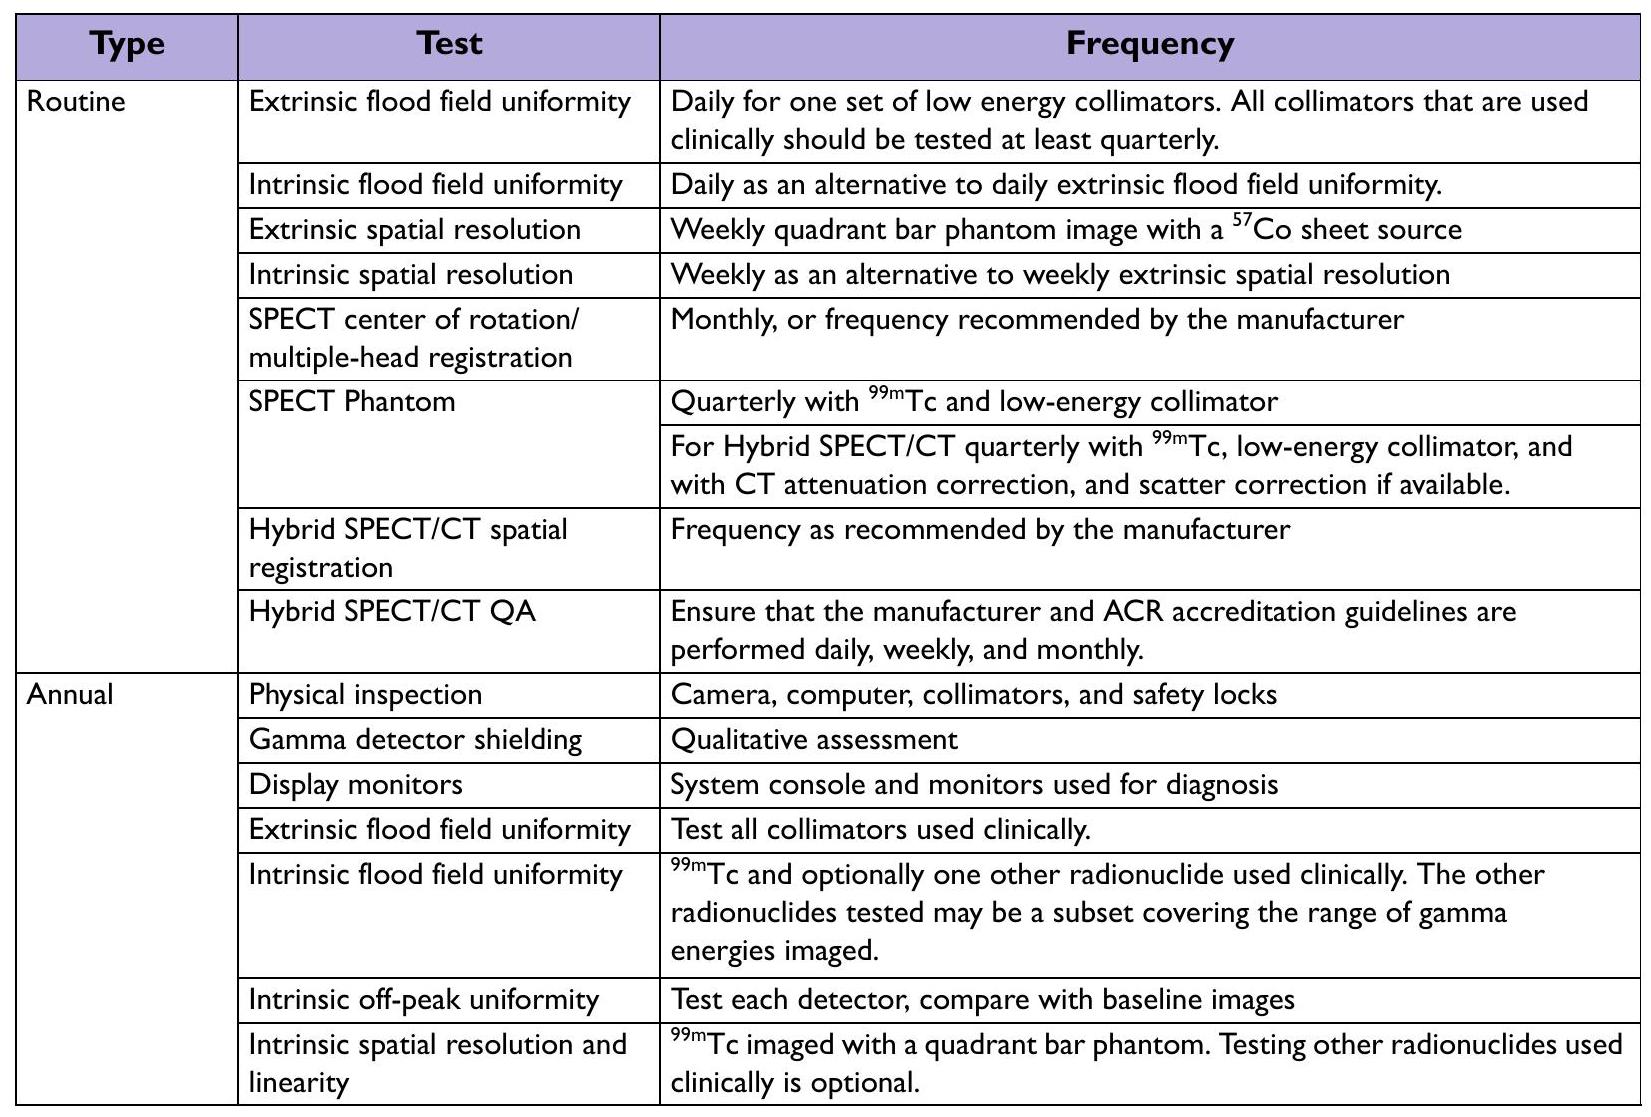 Type Test Frequency
Routine Extrinsic flood field uniformity Daily for one set of low energy collimators. All collimators that are used
clinically should be tested at least quarterly.
Intrinsic flood field uniformity Daily as an alternative to daily extrinsic flood field uniformity.
Extrinsic spatial resolution Weekly quadrant bar phantom image with a ⁵⁷Co sheet source
Intrinsic spatial resolution Weekly as an alternative to weekly extrinsic spatial resolution
SPECT center of rotation/ Monthly, or frequency recommended by the manufacturer
multiple-head registration
SPECT Phantom Quarterly with ⁹⁹ᵐTc and low-energy collimator
For Hybrid SPECT/CT quarterly with ⁹⁹ᵐTc, low-energy collimator, and
with CT attenuation correction, and scatter correction if available.
Hybrid SPECT/CT spatial Frequency as recommended by the manufacturer
registration
Hybrid SPECT/CT QA Ensure that the manufacturer and ACR accreditation guidelines are
performed daily, weekly, and monthly.
Annual Physical inspection Camera, computer, collimators, and safety locks
Gamma detector shielding Qualitative assessment
Display monitors System console and monitors used for diagnosis
Extrinsic flood field uniformity Test all collimators used clinically.
Intrinsic flood field uniformity ⁹⁹ᵐTc and optionally one other radionuclide used clinically. The other
radionuclides tested may be a subset covering the range of gamma
energies imaged.
Intrinsic off-peak uniformity Test each detector, compare with baseline images
Intrinsic spatial resolution and ⁹⁹ᵐTc imaged with a quadrant bar phantom. Testing other radionuclides used
linearity clinically is optional.